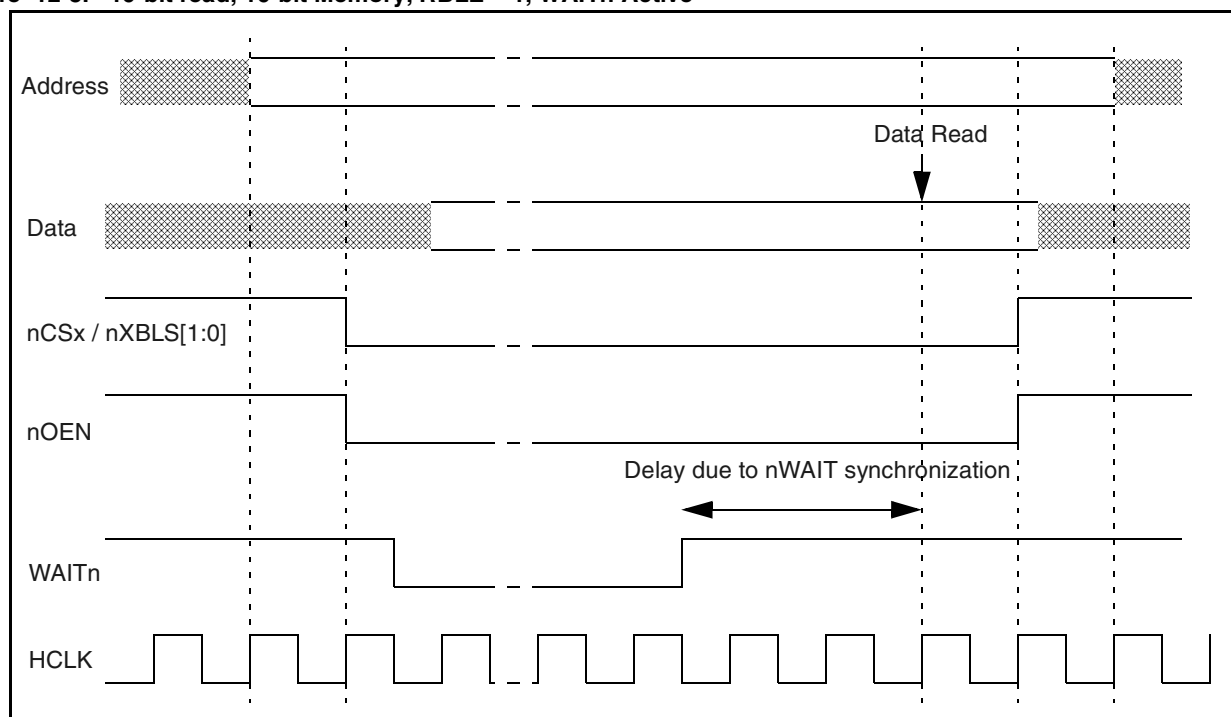 Address
Data Read
Data
nCSx / nXBLS[1:0]
nOEN
Delay due to nWAIT synchronization
WAITn
HCLK